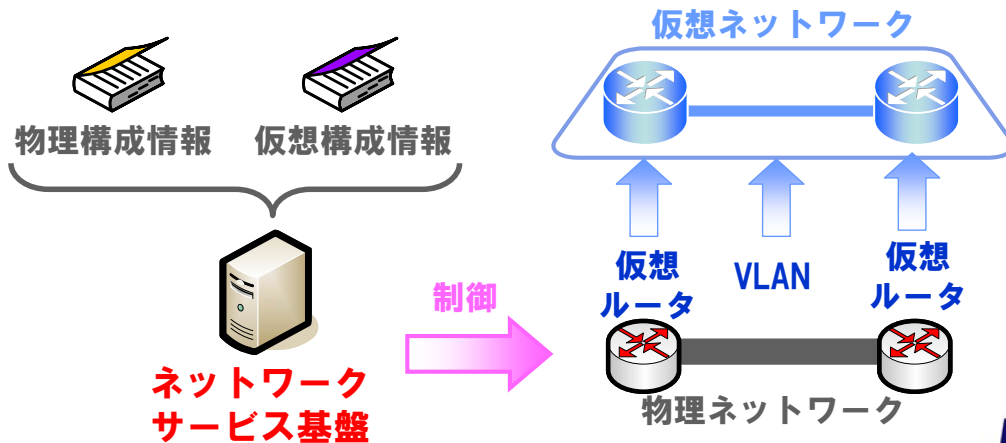 仮想ネットワーク
物理構成情報
仮想構成情報
仮想
ルータ
VLAN
仮想
ルータ
制御
ネットワーク
サービス基盤
物理ネットワーク